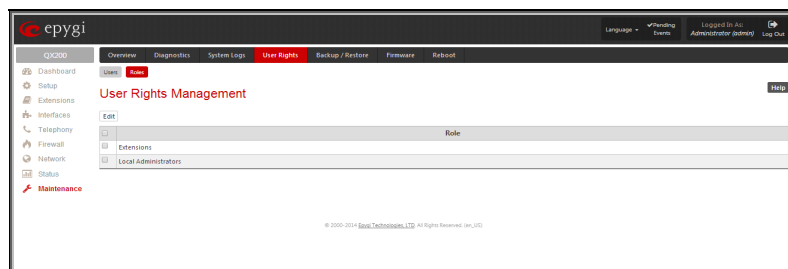 epygi
Language
Pending Events
Logged In As: Administrator (admin)
Log Out
QX200
Overview Diagnostics System Logs User Rights Backup / Restore Firmware Reboot
Dashboard
Setup
Extensions
Interfaces
Telephony
Firewall
Network
Status
Maintenance
Users Roles
User Rights Management
Help
Edit
Role
Extensions
Local Administrators
© 2003-2014 Epygi Technologies, LTD. All Rights Reserved. (en_US)